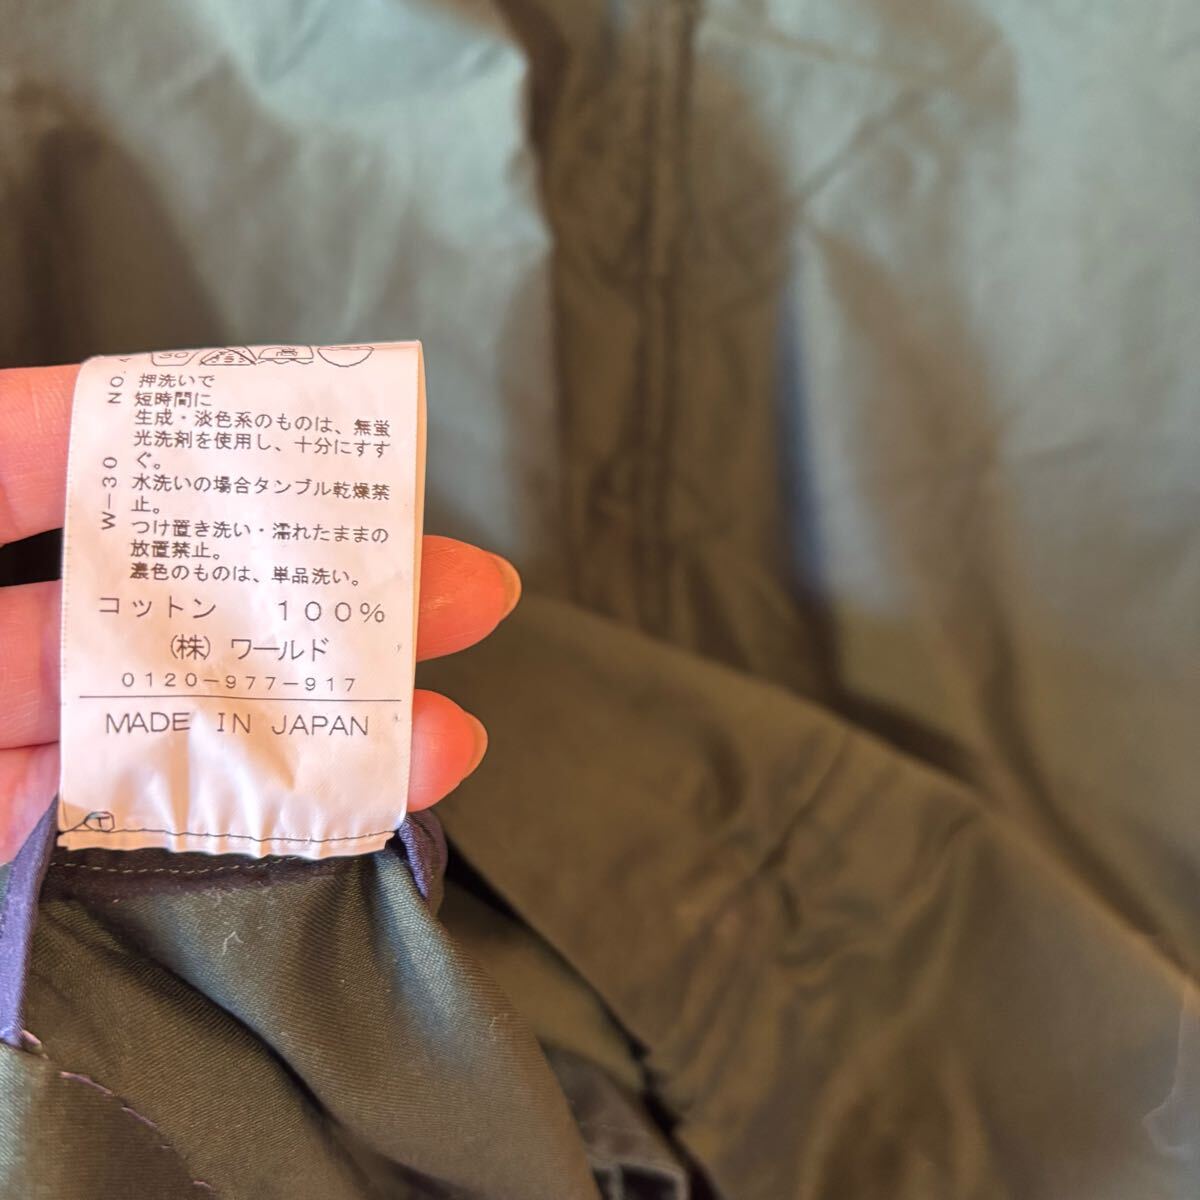 押洗いで
短時間に
生成・淡色系のものは、無蛍
光洗剤を使用し、十分にすす
ぐ。
水洗いの場合タンブル乾燥禁
止。
つけ置き洗い・濡れたままの
放置禁止。
濃色のものは、単品洗い。
コットン 100%
(株) ワールド
0120-977-917
MADE IN JAPAN
W-30 NO.
T